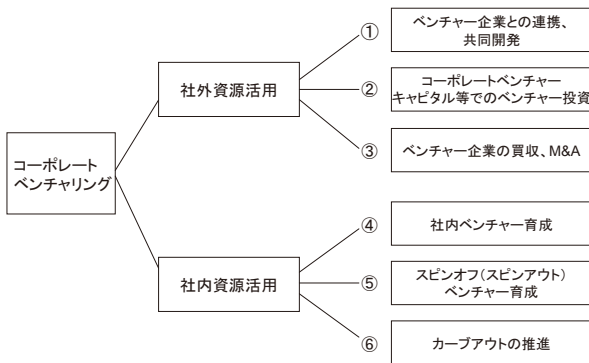 ①
ベンチャー企業との連携、
共同開発
社外資源活用
②
コーポレートベンチャー
キャピタル等でのベンチャー投資
③
ベンチャー企業の買収、M&A
コーポレート
ベンチャリング
④
社内ベンチャー育成
社内資源活用
⑤
スピンオフ(スピンアウト)
ベンチャー育成
⑥
カーブアウトの推進